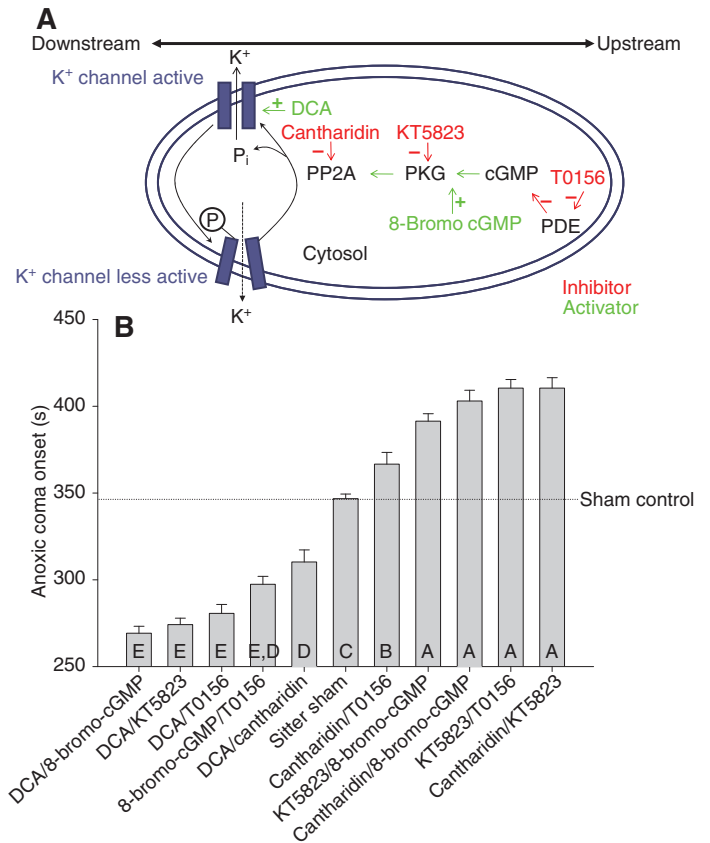 A
Downstream
Upstream
K+
K+ channel active
+ DCA
Cantharidin
KT5823
Pi
–
–
PP2A
PKG
cGMP
T0156
–
–
+
P
8-Bromo cGMP
PDE
Cytosol
K+ channel less active
K+
Inhibitor
Activator
B
450
400
350
300
250
Anoxic coma onset (s)
Sham control
E
E
E
E,D
D
C
B
A
A
A
A
DCA/8-bromo-cGMP
DCA/KT5823
DCA/T0156
8-bromo-cGMP/T0156
DCA/cantharidin
Sitter sham
Cantharidin/T0156
KT5823/8-bromo-cGMP
Cantharidin/8-bromo-cGMP
KT5823/T0156
Cantharidin/KT5823